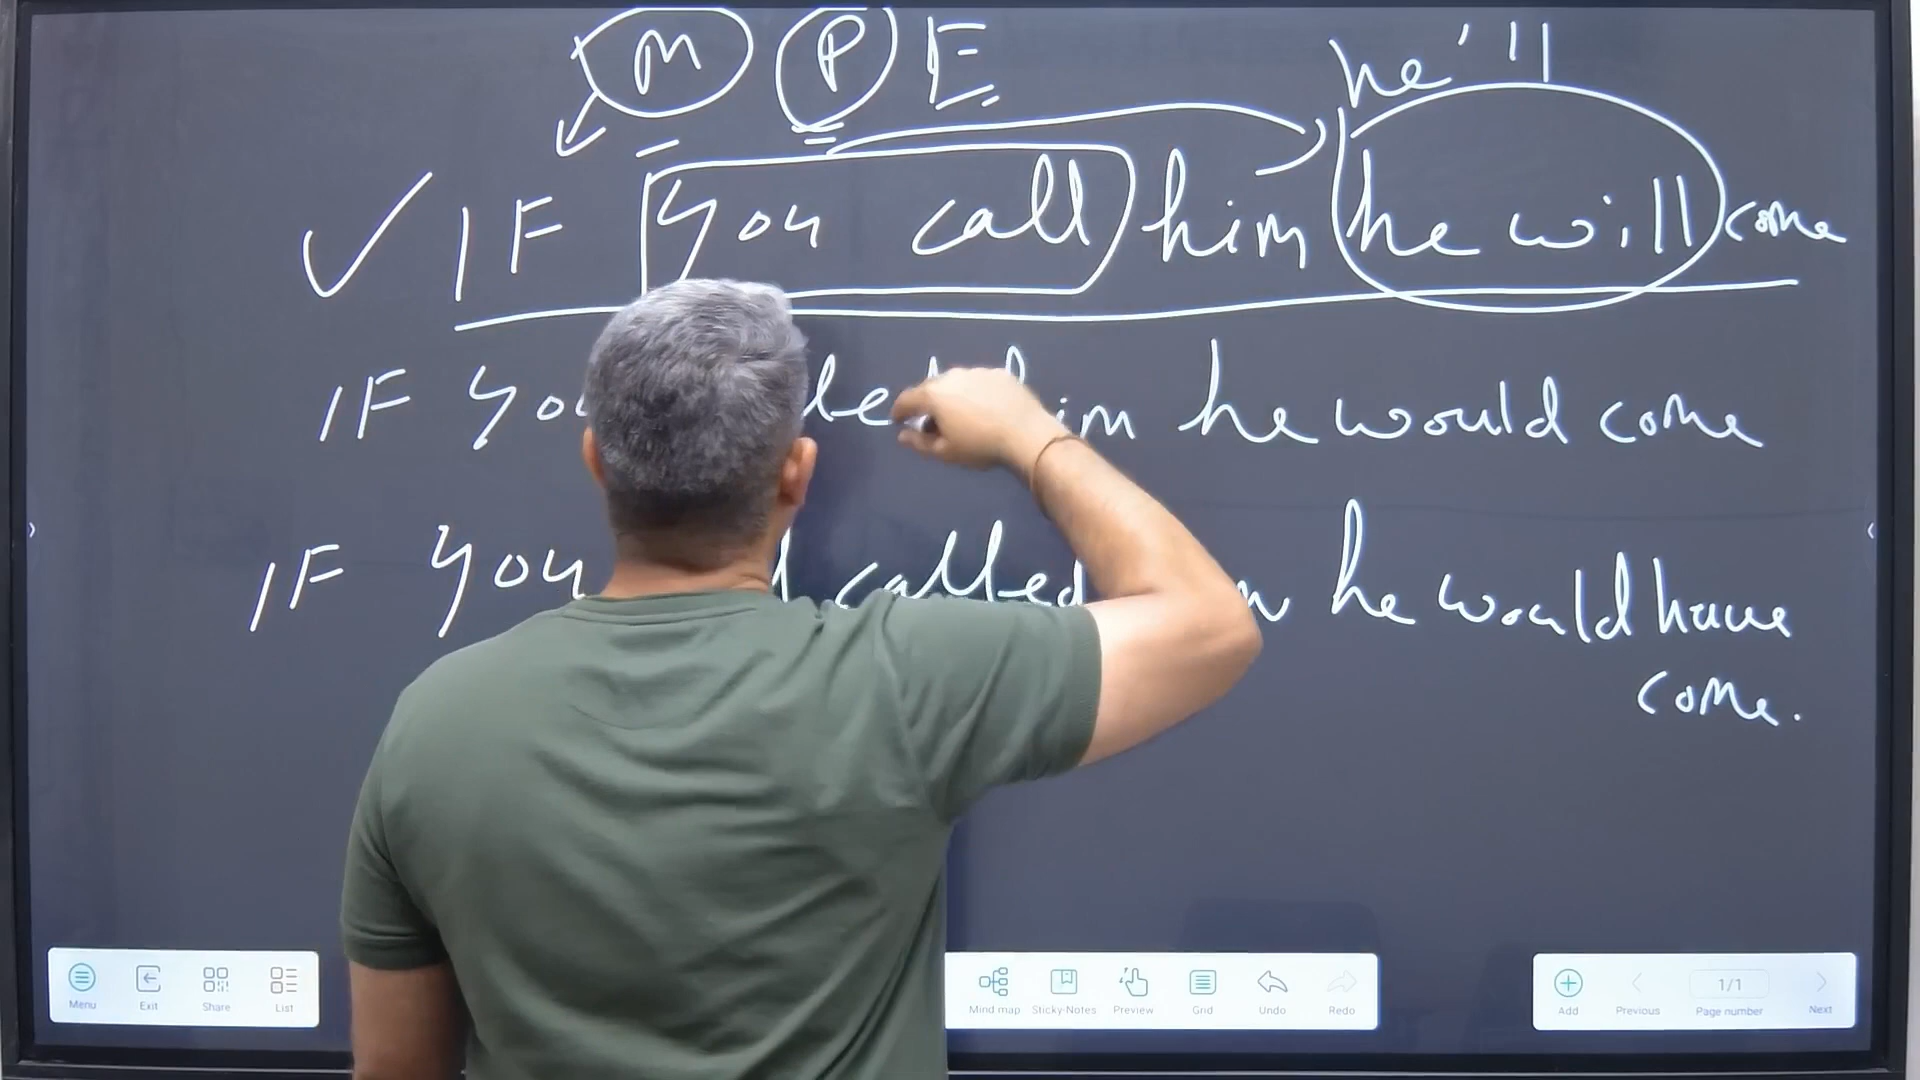 M P E he'll
IF you call him he will come
IF him he would come
IF you called he would have
come.
Menu Exit Share List Mind map Sticky-Notes Preview Grid Undo Redo Add Previous 1/1 Page number Next